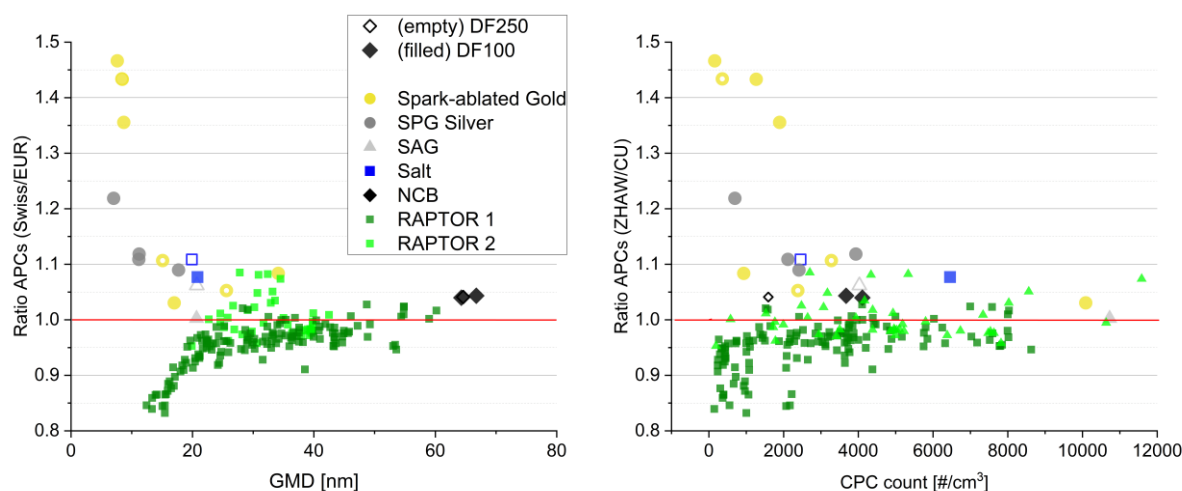 (empty) DF250
(filled) DF100
Spark-ablated Gold
SPG Silver
SAG
Salt
NCB
RAPTOR 1
RAPTOR 2
Ratio APCs (Swiss/EUR)
1.5
1.4
1.3
1.2
1.1
1.0
0.9
0.8
0 20 40 60 80
GMD [nm]
Ratio APCs (ZHAW/CU)
1.5
1.4
1.3
1.2
1.1
1.0
0.9
0.8
0 2000 4000 6000 8000 10000 12000
CPC count [#/cm³]